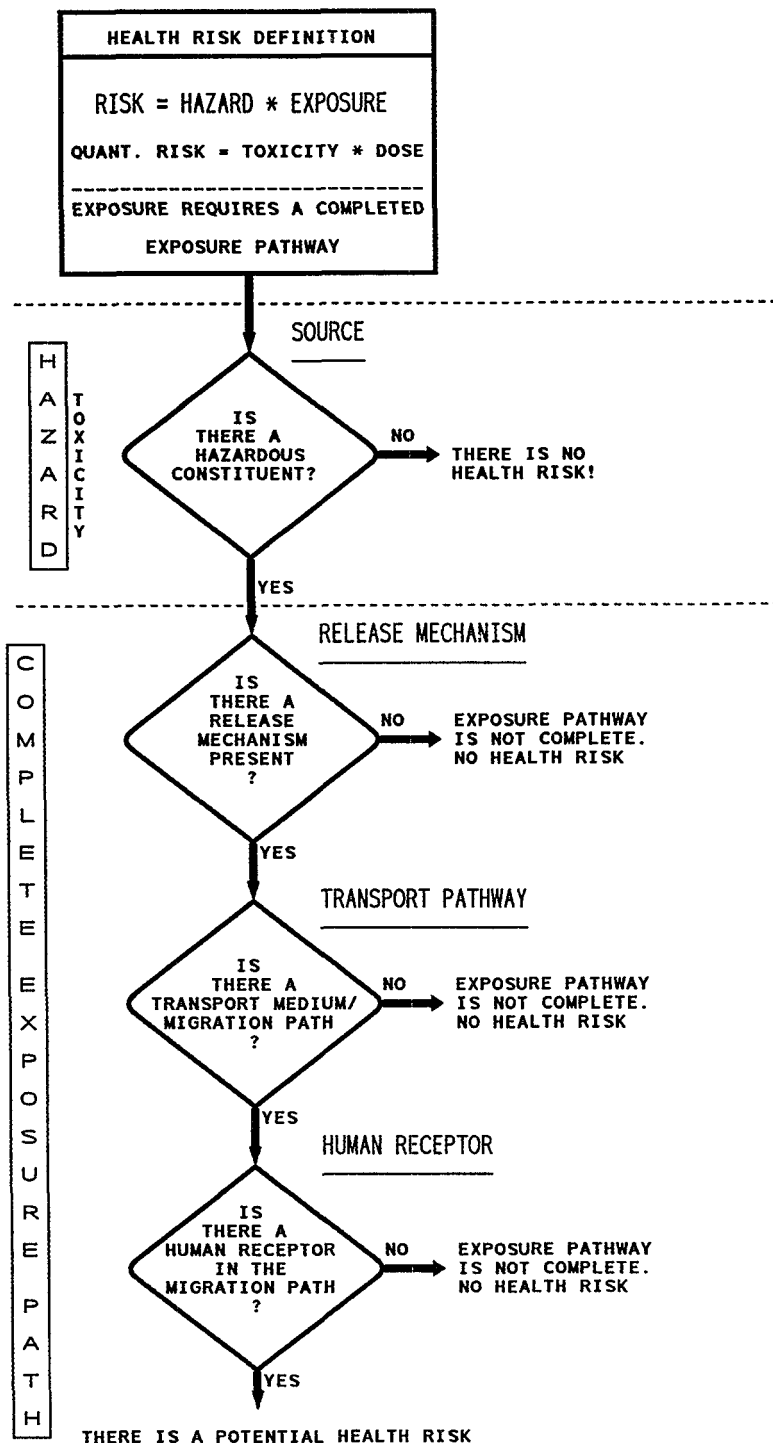 HEALTH RISK DEFINITION
RISK = HAZARD * EXPOSURE
QUANT. RISK = TOXICITY * DOSE
EXPOSURE REQUIRES A COMPLETED
EXPOSURE PATHWAY
SOURCE
HAZARD
TOXICITY
IS
THERE A
HAZARDOUS
CONSTITUENT?
NO
THERE IS NO
HEALTH RISK!
YES
RELEASE MECHANISM
COMPLETE EXPOSURE PATH
IS
THERE A
RELEASE
MECHANISM
PRESENT
?
NO
EXPOSURE PATHWAY
IS NOT COMPLETE.
NO HEALTH RISK
YES
TRANSPORT PATHWAY
IS
THERE A
TRANSPORT MEDIUM/
MIGRATION PATH
?
NO
EXPOSURE PATHWAY
IS NOT COMPLETE.
NO HEALTH RISK
YES
HUMAN RECEPTOR
IS
THERE A
HUMAN RECEPTOR
IN THE
MIGRATION PATH
?
NO
EXPOSURE PATHWAY
IS NOT COMPLETE.
NO HEALTH RISK
YES
THERE IS A POTENTIAL HEALTH RISK